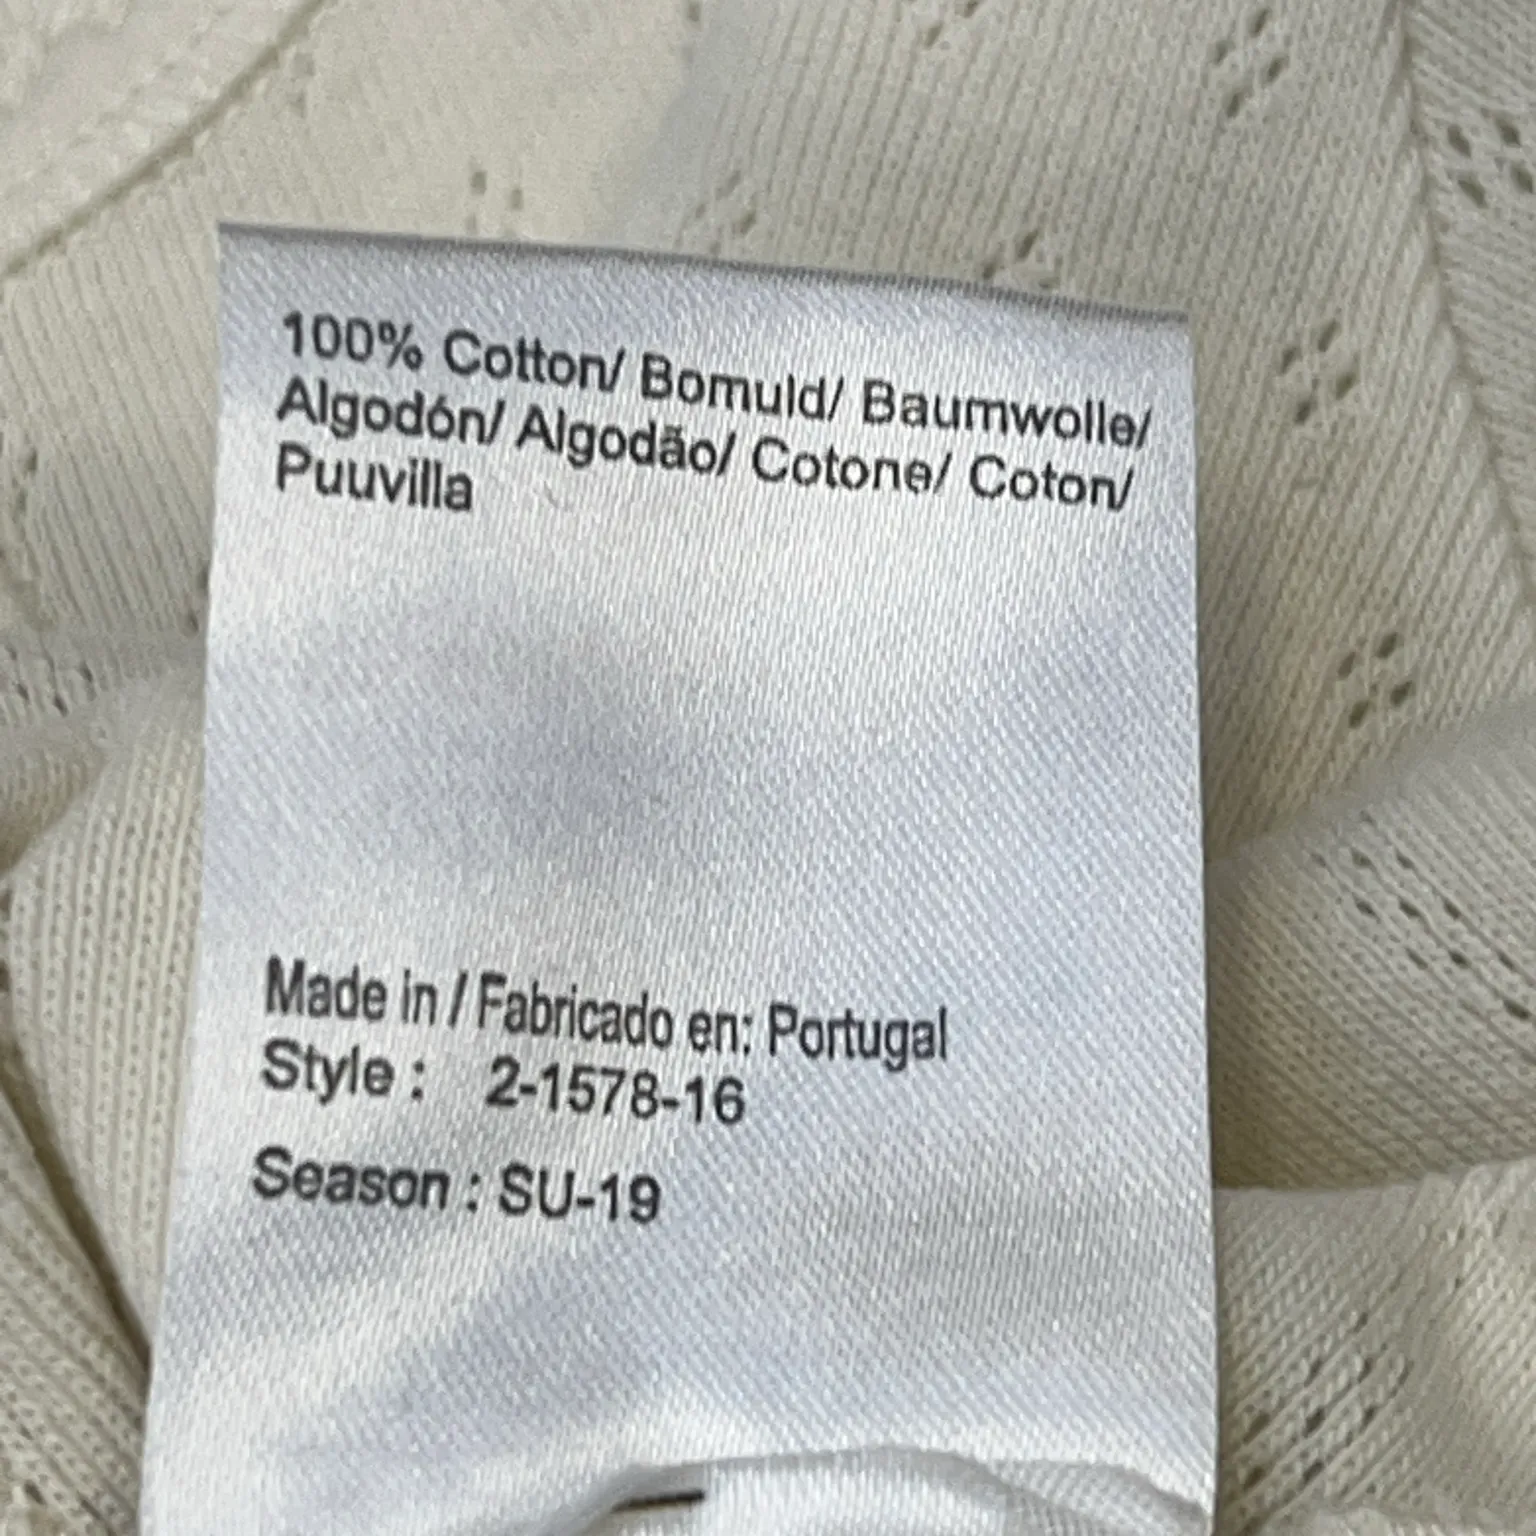 100% Cotton/ Bomuld/ Baumwolle/
Algodón/ Algodão/ Cotone/ Coton/
Puuvilla
Made in / Fabricado en: Portugal
Style : 2-1578-16
Season : SU-19